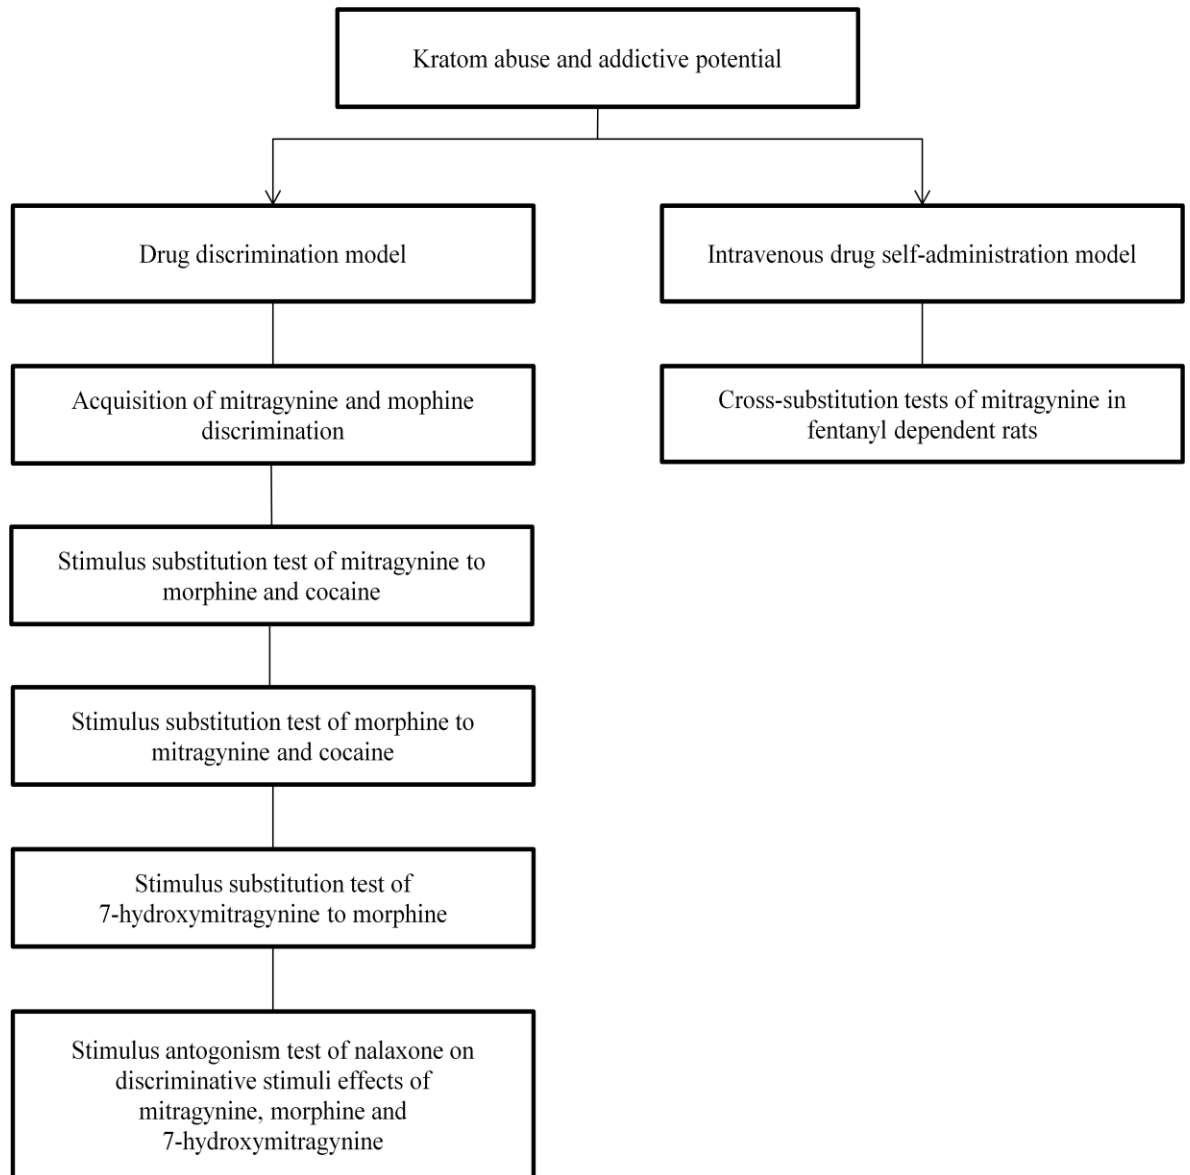 Kratom abuse and addictive potential
Drug discrimination model
Intravenous drug self-administration model
Acquisition of mitragynine and mophine
discrimination
Cross-substitution tests of mitragynine in
fentanyl dependent rats
Stimulus substitution test of mitragynine to
morphine and cocaine
Stimulus substitution test of morphine to
mitragynine and cocaine
Stimulus substitution test of
7-hydroxymitragynine to morphine
Stimulus antogonism test of nalaxone on
discriminative stimuli effects of
mitragynine, morphine and
7-hydroxymitragynine